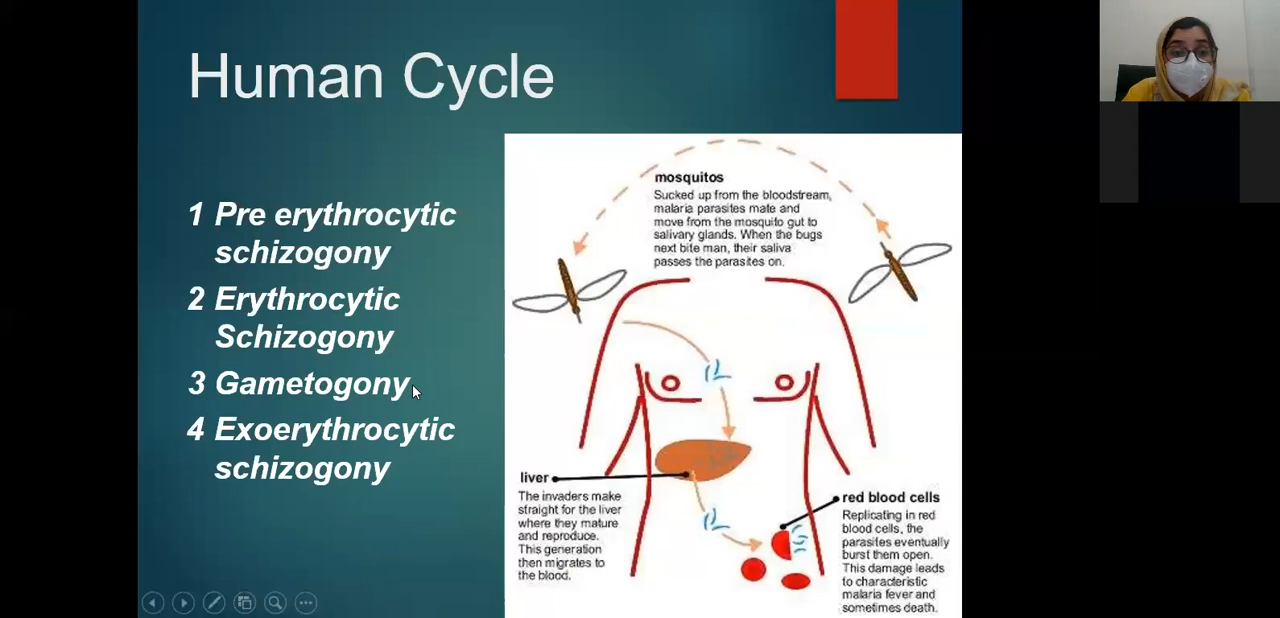 Human Cycle
1 Pre erythrocytic
schizogony
2 Erythrocytic
Schizogony
3 Gametogony
4 Exoerythrocytic
schizogony
mosquitos
Sucked up from the bloodstream,
malaria parasites mate and
move from the mosquito gut to
salivary glands. When the bugs
next bite man, their saliva
passes the parasites on.
liver
The invaders make
straight for the liver
where they mature
and reproduce.
This generation
then migrates to
the blood.
red blood cells
Replicating in red
blood cells, the
parasites eventually
burst them open.
This damage leads
to characteristic
malaria fever and
sometimes death.